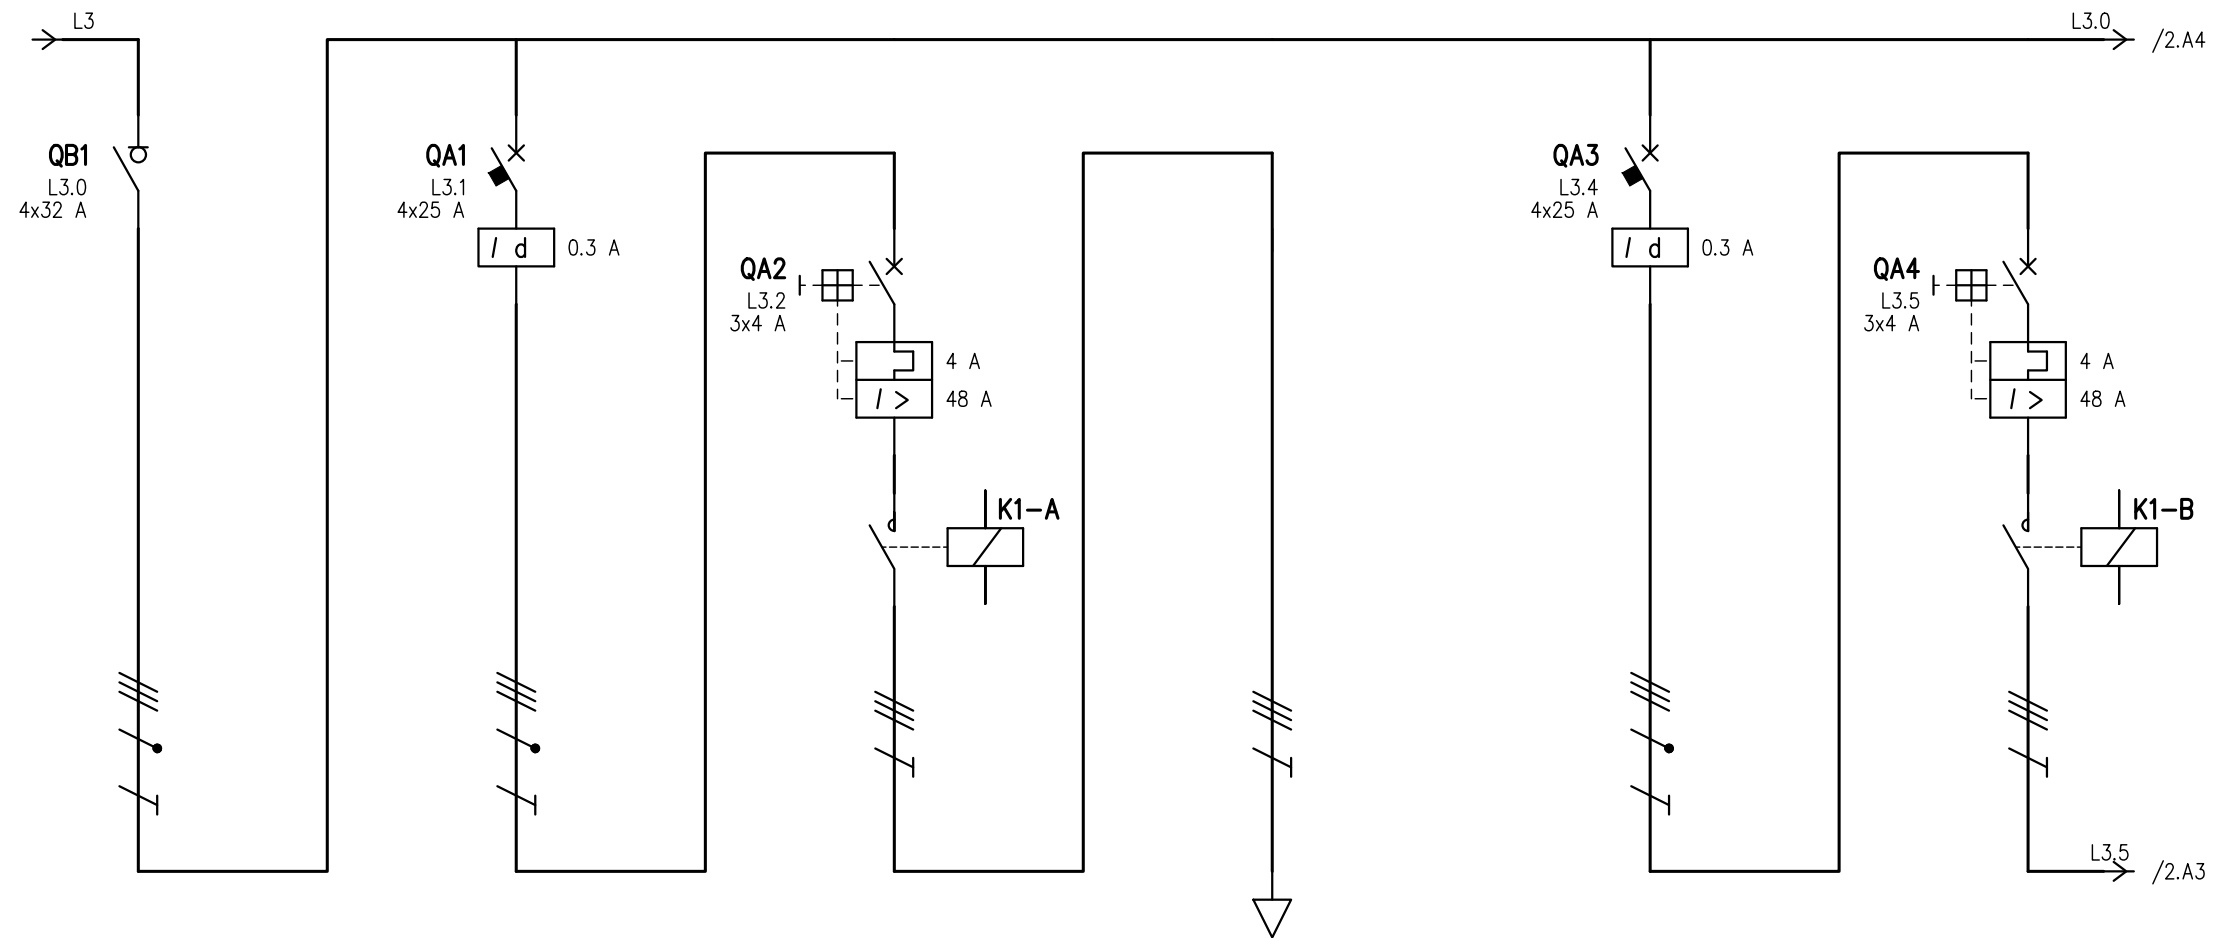 L3
L3.0
/2.A4
QB1
L3.0
4x32 A
QA1
L3.1
4x25 A
I d
0.3 A
QA2
L3.2
3x4 A
4 A
I >
48 A
K1-A
QA3
L3.4
4x25 A
I d
0.3 A
QA4
L3.5
3x4 A
4 A
I >
48 A
K1-B
L3.5
/2.A3